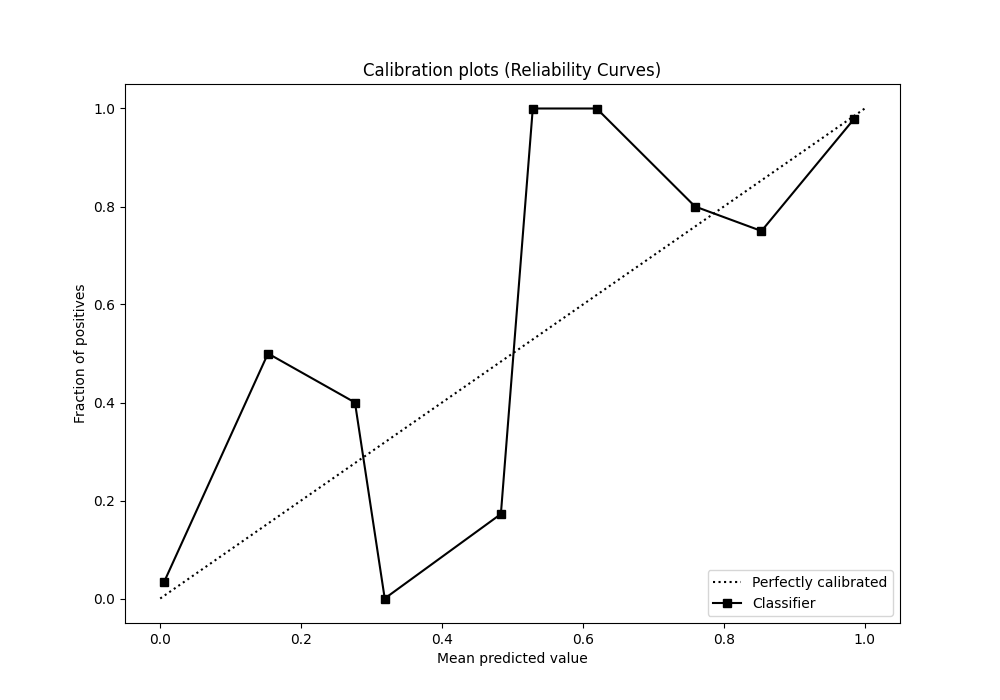 Calibration plots (Reliability Curves)
Fraction of positives
1.0
0.8
0.6
0.4
0.2
0.0
0.0 0.2 0.4 0.6 0.8 1.0
Mean predicted value
Perfectly calibrated
Classifier